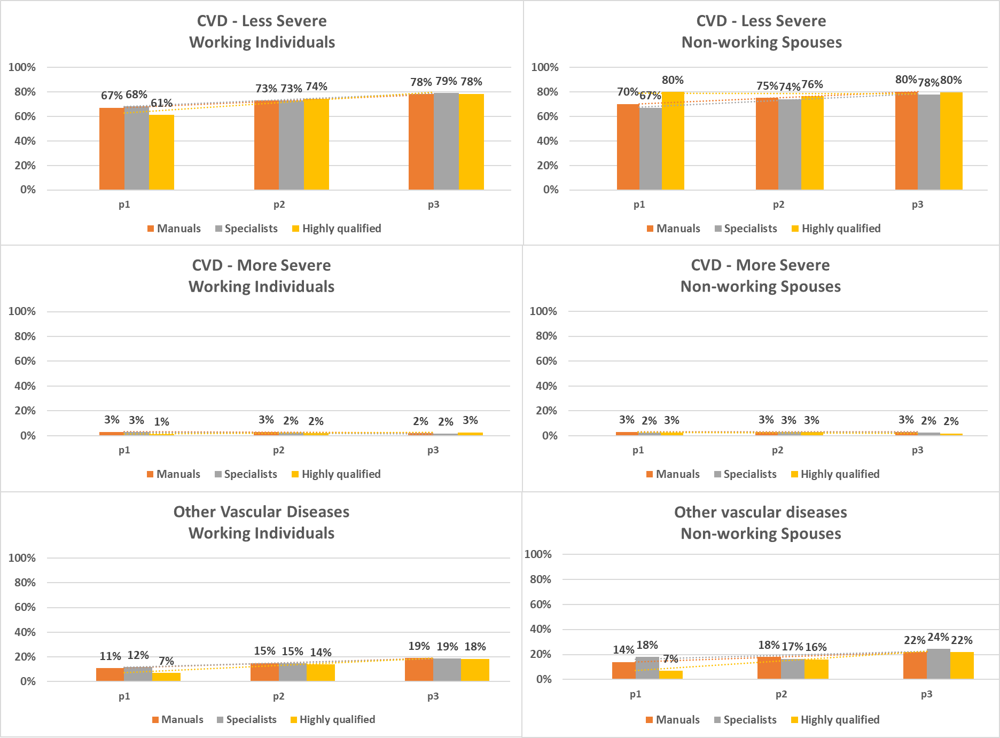 CVD - Less Severe
Working Individuals
100%
80%
60%
40%
20%
0%
67% 68% 61%
73% 73% 74%
78% 79% 78%
p1 p2 p3
Manuals Specialists Highly qualified
CVD - Less Severe
Non-working Spouses
100%
80%
60%
40%
20%
0%
70% 67% 80%
75% 74% 76%
80% 78% 80%
p1 p2 p3
Manuals Specialists Highly qualified
CVD - More Severe
Working Individuals
100%
80%
60%
40%
20%
0%
3% 3% 1%
3% 2% 2%
2% 2% 3%
p1 p2 p3
Manuals Specialists Highly qualified
CVD - More Severe
Non-working Spouses
100%
80%
60%
40%
20%
0%
3% 2% 3%
3% 3% 3%
3% 2% 2%
p1 p2 p3
Manuals Specialists Highly qualified
Other Vascular Diseases
Working Individuals
100%
80%
60%
40%
20%
0%
11% 12% 7%
15% 15% 14%
19% 19% 18%
p1 p2 p3
Manuals Specialists Highly qualified
Other vascular diseases
Non-working Spouses
100%
80%
60%
40%
20%
0%
14% 18% 7%
18% 17% 16%
22% 24% 22%
p1 p2 p3
Manuals Specialists Highly qualified